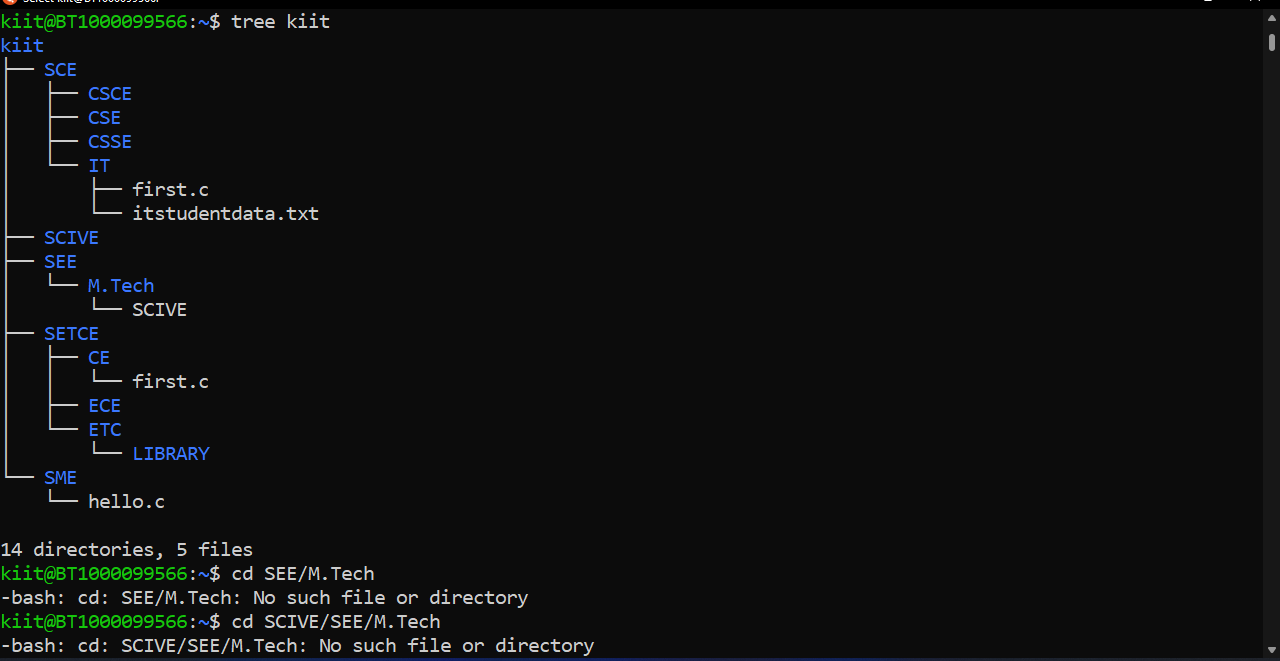 kiit@BT1000099566:~$ tree kiit
kiit
├── SCE
│   ├── CSCE
│   ├── CSE
│   ├── CSSE
│   └── IT
│       ├── first.c
│       └── itstudentdata.txt
├── SCIVE
├── SEE
│   └── M.Tech
│       └── SCIVE
├── SETCE
│   ├── CE
│   │   └── first.c
│   ├── ECE
│   └── ETC
│       └── LIBRARY
└── SME
    └── hello.c

14 directories, 5 files
kiit@BT1000099566:~$ cd SEE/M.Tech
-bash: cd: SEE/M.Tech: No such file or directory
kiit@BT1000099566:~$ cd SCIVE/SEE/M.Tech
-bash: cd: SCIVE/SEE/M.Tech: No such file or directory